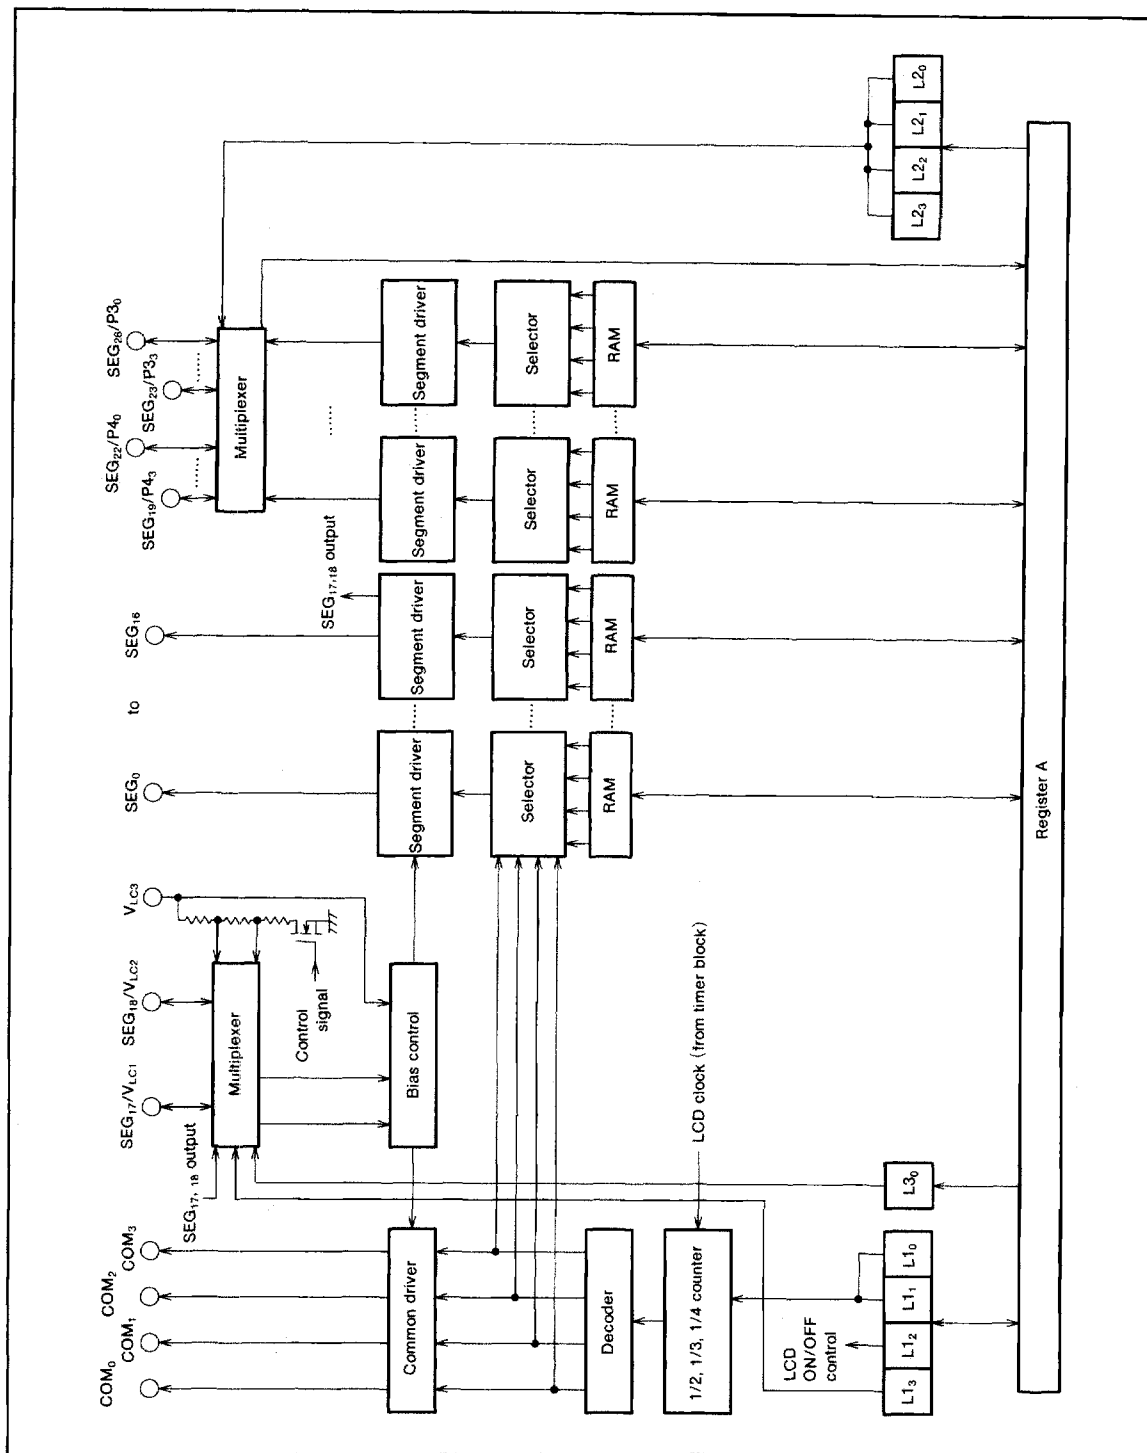 COM₀
COM₁
COM₂
COM₃
SEG₁₇,₁₈ output
SEG₁₇/VLC1
SEG₁₈/VLC2
VLC3
SEG₀
to
SEG₁₆
SEG₁₉/P4₃
SEG₂₂/P4₀
SEG₂₃/P3₃
SEG₂₆/P3₀
Multiplexer
Multiplexer
Control
signal
SEG₁₇,₁₈ output
Common driver
Bias control
Segment driver
Segment driver
Segment driver
Segment driver
Decoder
Selector
Selector
Selector
Selector
RAM
RAM
RAM
RAM
1/2, 1/3, 1/4 counter
LCD clock (from timer block)
LCD
ON/OFF
control
L1₃
L1₂
L1₁
L1₀
L3₀
L2₃
L2₂
L2₁
L2₀
Register A